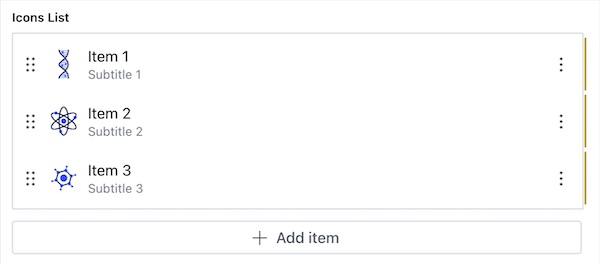 Icons List
Item 1
Subtitle 1
Item 2
Subtitle 2
Item 3
Subtitle 3
+ Add item